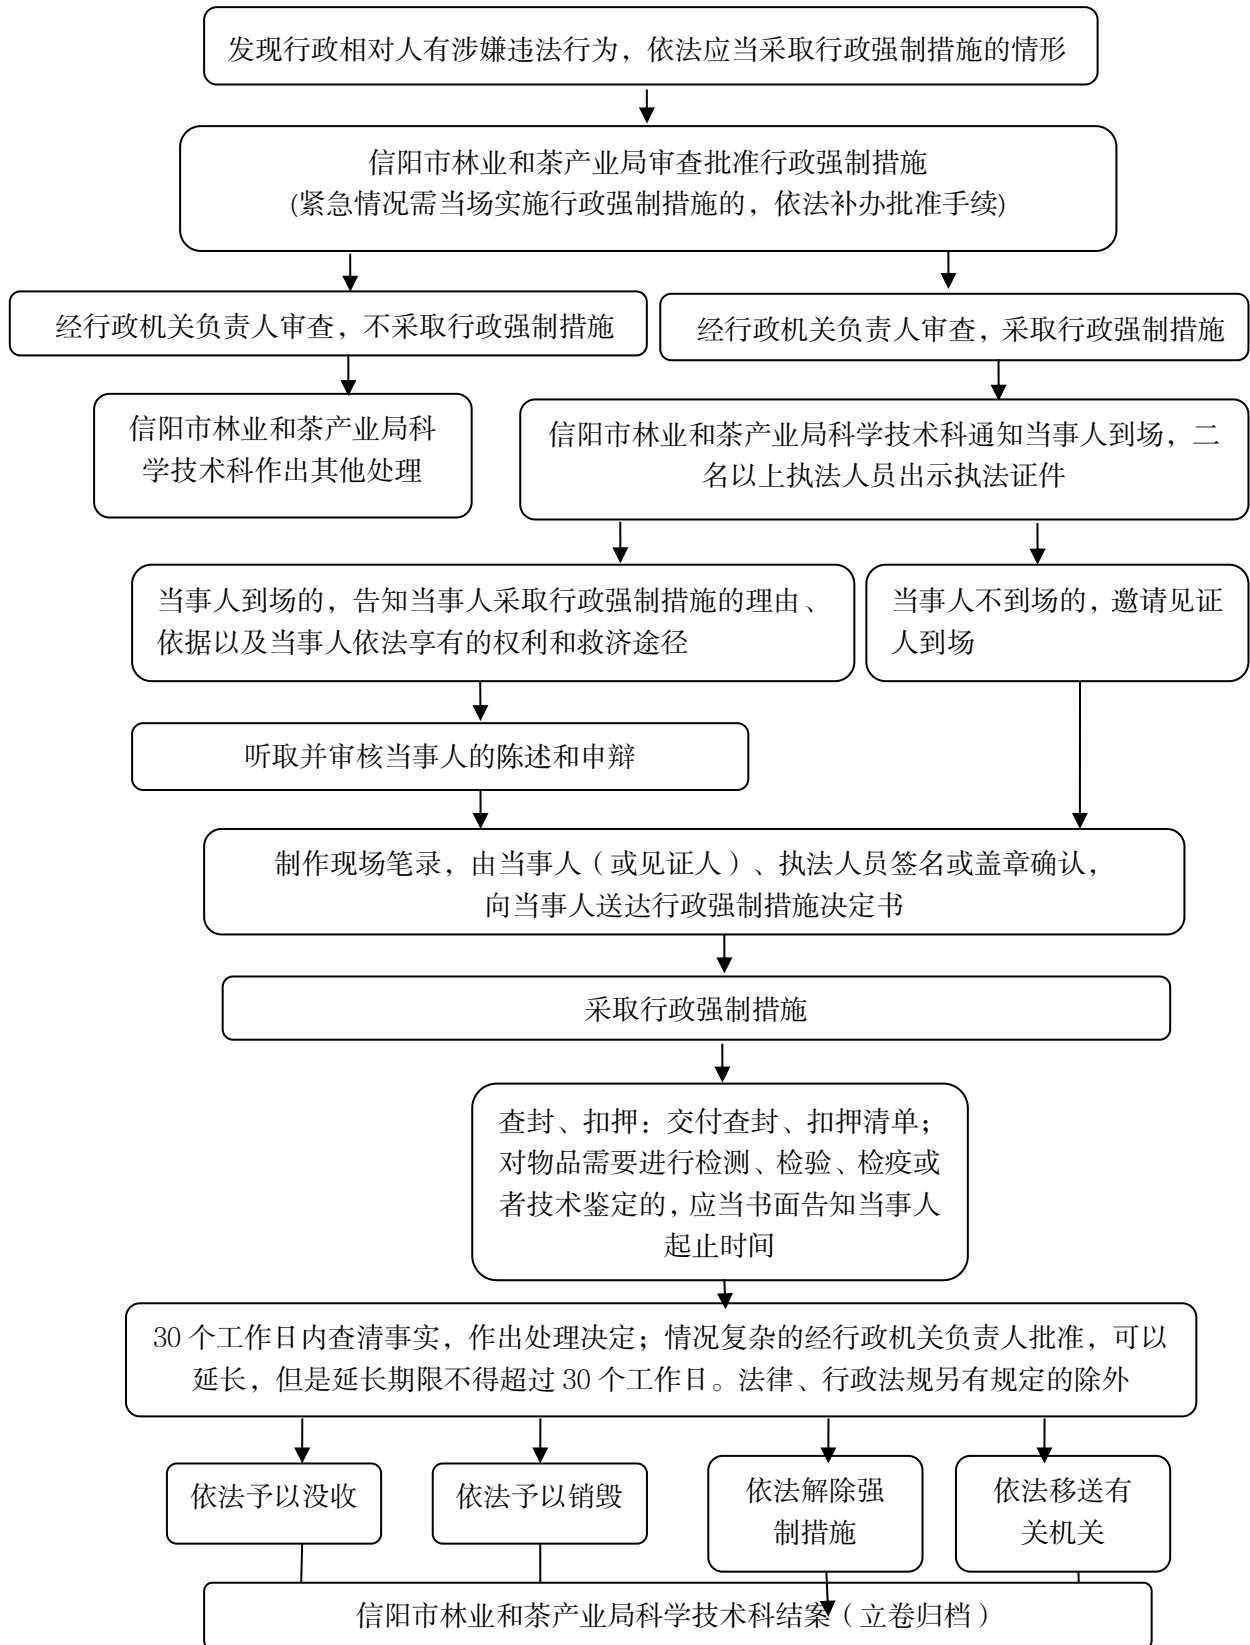 发现行政相对人有涉嫌违法行为，依法应当采取行政强制措施的情形
信阳市林业和茶产业局审查批准行政强制措施
(紧急情况需当场实施行政强制措施的，依法补办批准手续)
经行政机关负责人审查，不采取行政强制措施
经行政机关负责人审查，采取行政强制措施
信阳市林业和茶产业局科
学技术科作出其他处理
信阳市林业和茶产业局科学技术科通知当事人到场，二
名以上执法人员出示执法证件
当事人到场的，告知当事人采取行政强制措施的理由、
依据以及当事人依法享有的权利和救济途径
当事人不到场的，邀请见证
人到场
听取并审核当事人的陈述和申辩
制作现场笔录，由当事人（或见证人）、执法人员签名或盖章确认，
向当事人送达行政强制措施决定书
采取行政强制措施
查封、扣押：交付查封、扣押清单；
对物品需要进行检测、检验、检疫或
者技术鉴定的，应当书面告知当事人
起止时间
30 个工作日内查清事实，作出处理决定；情况复杂的经行政机关负责人批准，可以
延长，但是延长期限不得超过 30 个工作日。法律、行政法规另有规定的除外
依法予以没收
依法予以销毁
依法解除强
制措施
依法移送有
关机关
信阳市林业和茶产业局科学技术科结案（立卷归档）